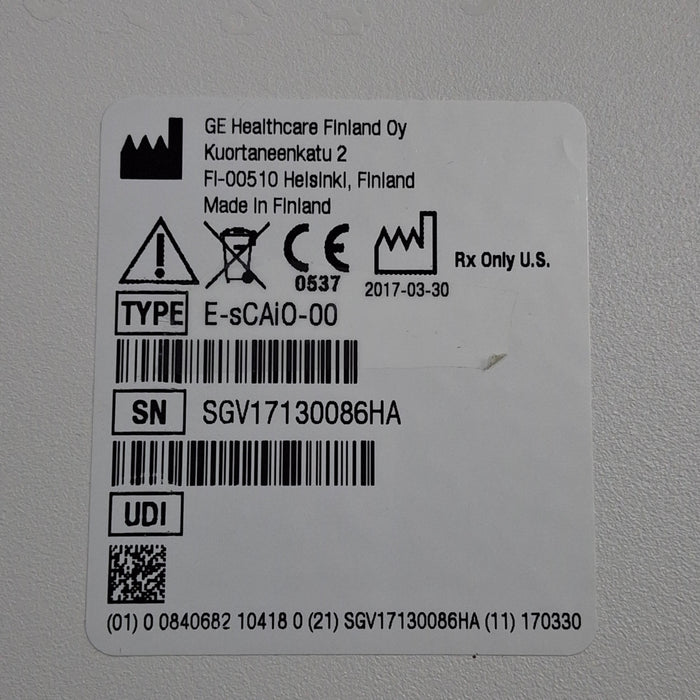 GE Healthcare Finland Oy
Kuortaneenkatu 2
FI-00510 Helsinki, Finland
Made in Finland
CE
0537
2017-03-30
Rx Only U.S.
TYPE E-sCAiO-00
SN SGV17130086HA
UDI
(01) 0 0840682 10418 0 (21) SGV17130086HA (11) 170330